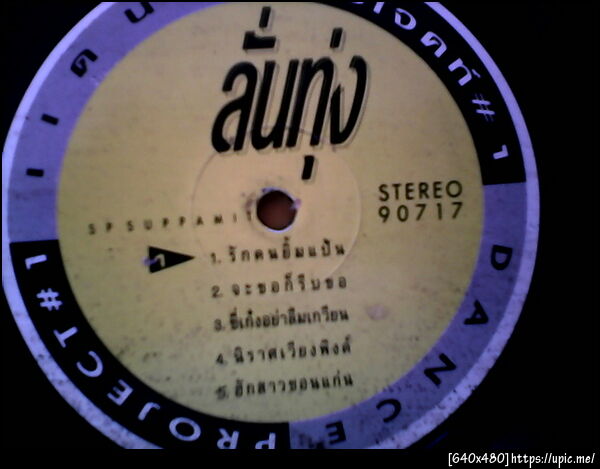 ลั่นทุ่ง
STEREO
90717
SP SUPPAMIT
1
1. รักคนยิ้มแป้น
2. จะขอก็รีบขอ
3. ขี่เก๋งอย่าลืมเกวียน
4. นิราศเวียงพิงค์
5. ฮักสาวขอนแก่น
DANCE PROJECT#1
#1
[640x480]https://upic.me/